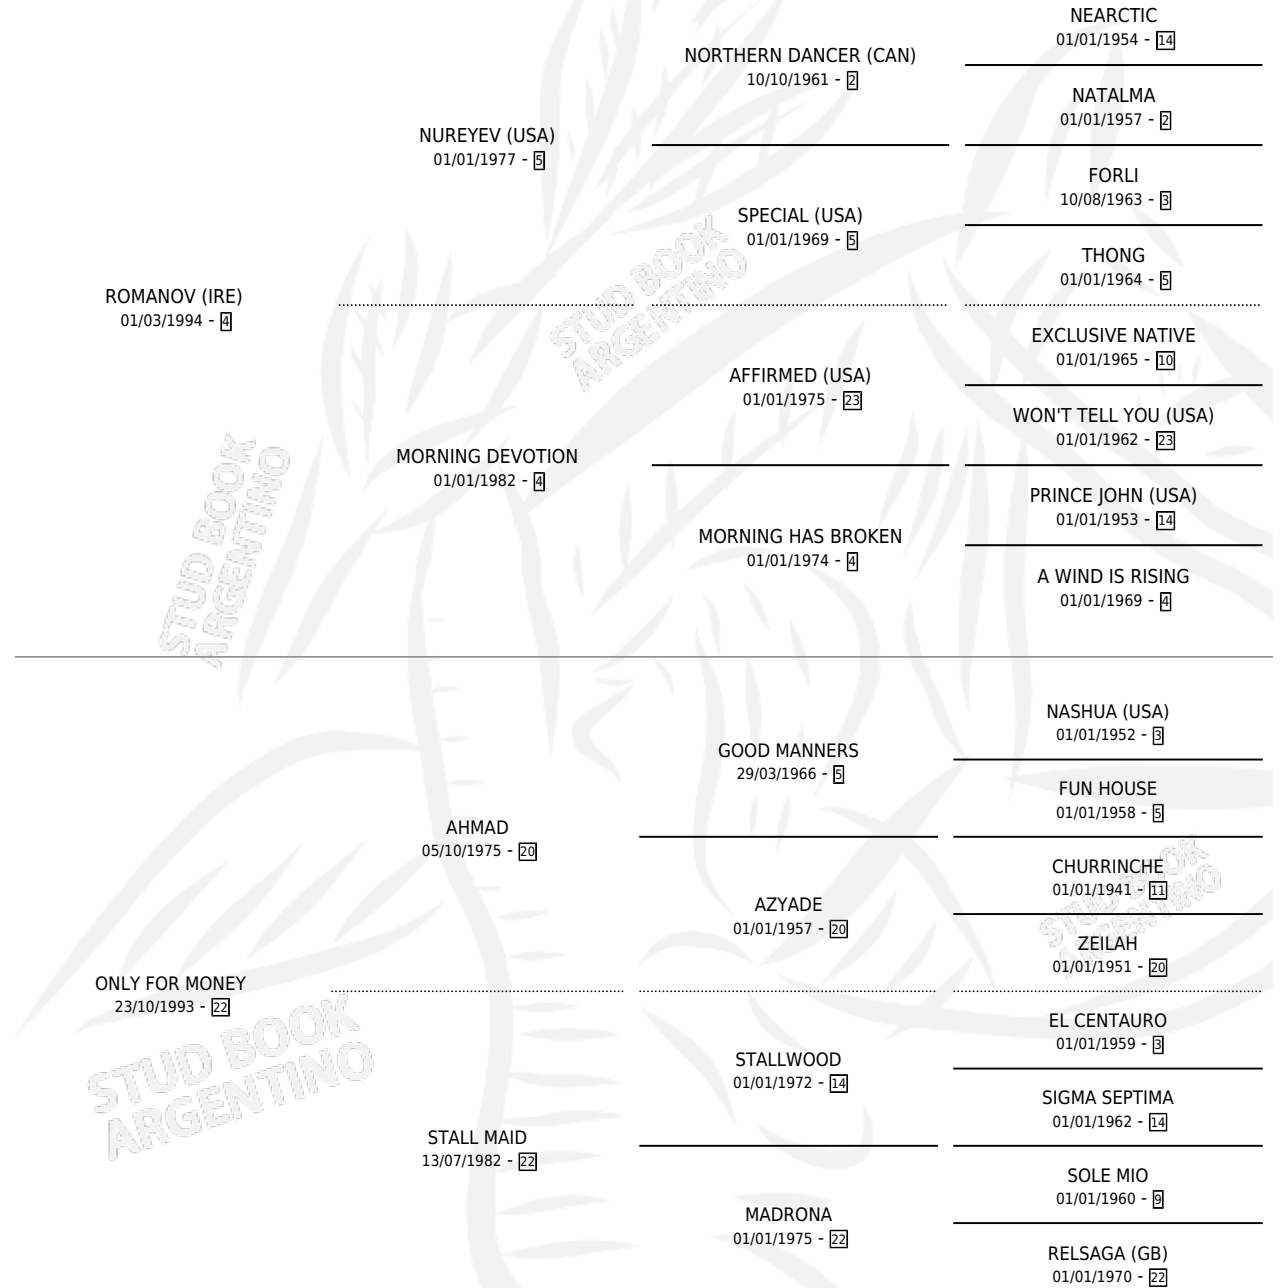 NEARCTIC
01/01/1954 - 14
NORTHERN DANCER (CAN)
10/10/1961 - 2
NATALMA
01/01/1957 - 2
NUREYEV (USA)
01/01/1977 - 5
FORLI
10/08/1963 - 3
SPECIAL (USA)
01/01/1969 - 5
THONG
01/01/1964 - 5
ROMANOV (IRE)
01/03/1994 - 4
EXCLUSIVE NATIVE
01/01/1965 - 10
AFFIRMED (USA)
01/01/1975 - 23
WON'T TELL YOU (USA)
01/01/1962 - 23
MORNING DEVOTION
01/01/1982 - 4
PRINCE JOHN (USA)
01/01/1953 - 14
MORNING HAS BROKEN
01/01/1974 - 4
A WIND IS RISING
01/01/1969 - 4
NASHUA (USA)
01/01/1952 - 3
GOOD MANNERS
29/03/1966 - 5
FUN HOUSE
01/01/1958 - 5
AHMAD
05/10/1975 - 20
CHURRINCHE
01/01/1941 - 11
AZYADE
01/01/1957 - 20
ZEILAH
01/01/1951 - 20
ONLY FOR MONEY
23/10/1993 - 22
EL CENTAURO
01/01/1959 - 3
STALLWOOD
01/01/1972 - 14
SIGMA SEPTIMA
01/01/1962 - 14
STALL MAID
13/07/1982 - 22
SOLE MIO
01/01/1960 - 9
MADRONA
01/01/1975 - 22
RELSAGA (GB)
01/01/1970 - 22
STUD BOOK
ARGENTINO
STUD BOOK
ARGENTINO
STUD BOOK
ARGENTINO
STUD BOOK
ARGENTINO